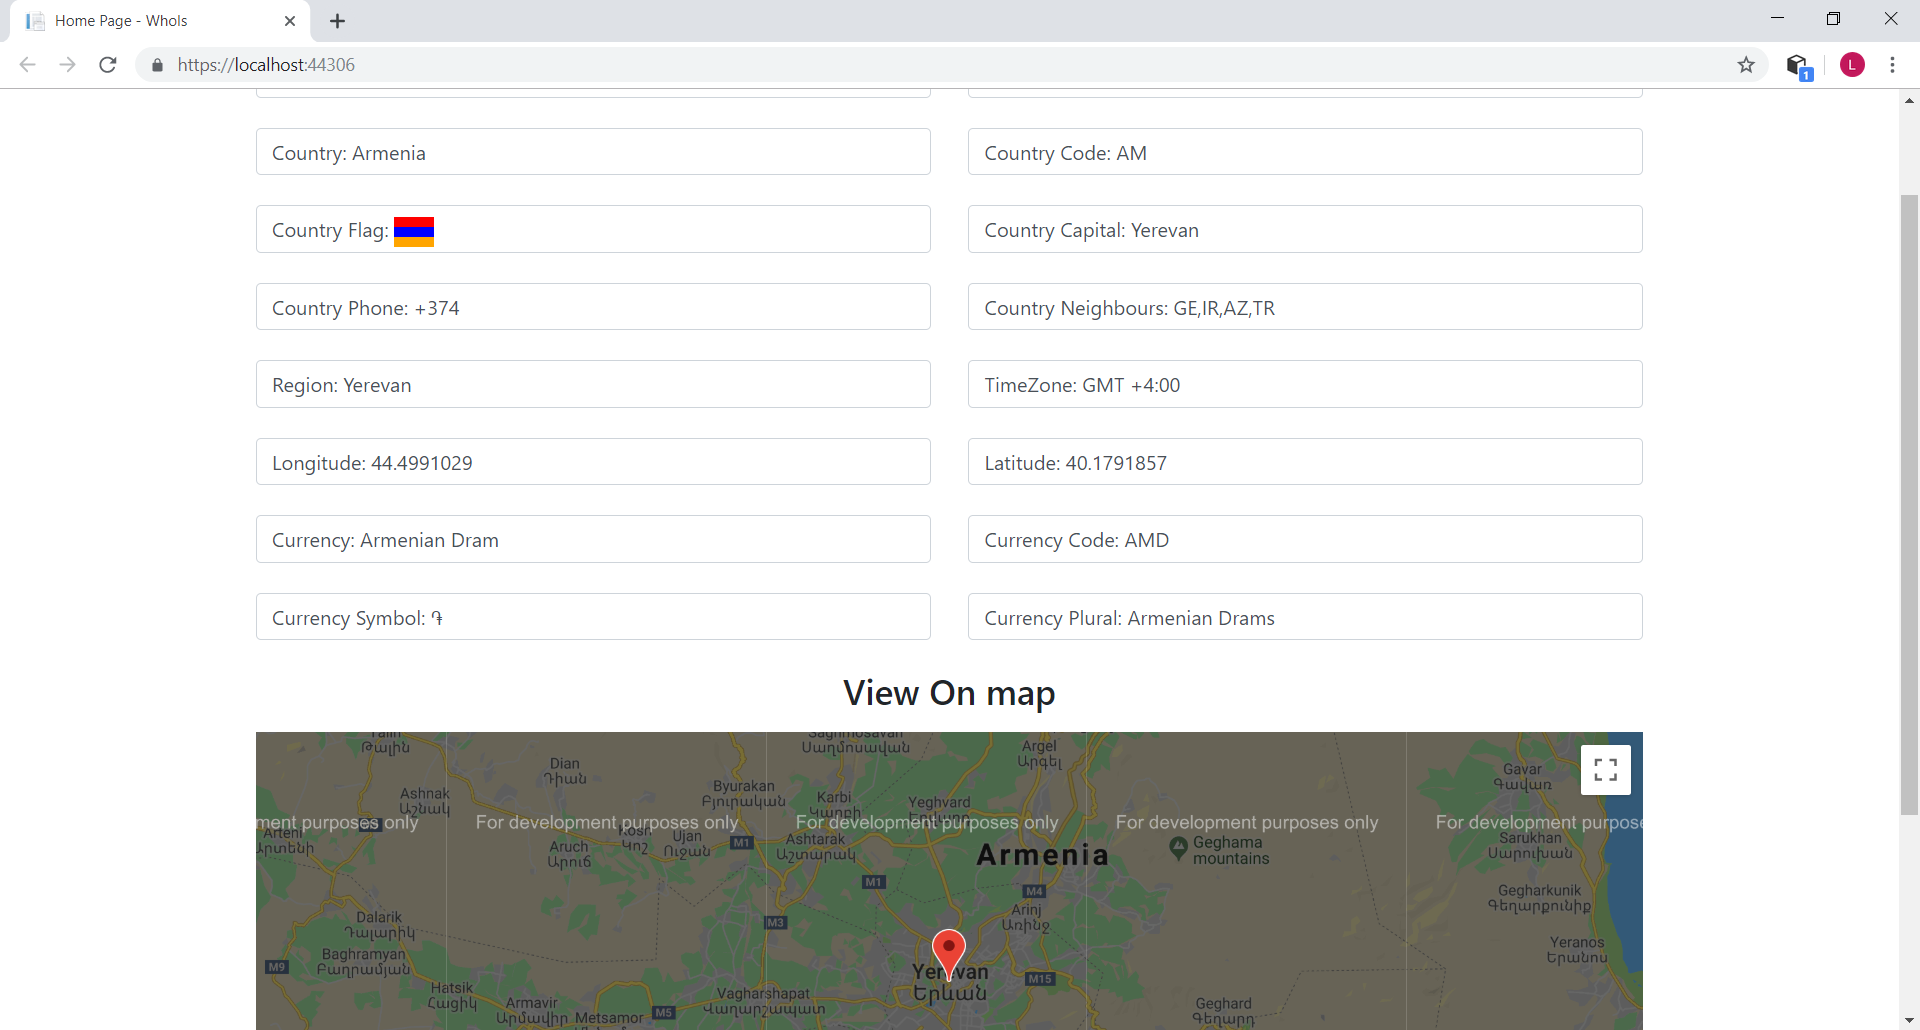 Home Page - WhoIs
https://localhost:44306
L
1
Country: Armenia
Country Code: AM
Country Flag:
Country Capital: Yerevan
Country Phone: +374
Country Neighbours: GE,IR,AZ,TR
Region: Yerevan
TimeZone: GMT +4:00
Longitude: 44.4991029
Latitude: 40.1791857
Currency: Armenian Dram
Currency Code: AMD
Currency Symbol: ֏
Currency Plural: Armenian Drams
View On map
Թալին
Սաղմոսավան
Argel
Արգել
Dian
Դիան
Gavar
Գավառ
Ashnak
Աշնակ
Byurakan
Բյուրական
Karbi
Կարբի
Yeghvard
ment purposes only
For development purposes only
For development purposes only
For development purposes only
For development purpose
Arteni
Արտենի
Kosh
Կոշ
Ujan
Ուջան
M1
Ashtarak
Աշտարակ
Sarukhan
Սարուխան
Aruch
Արուճ
Armenia
Geghama
mountains
M1
M4
Gegharkunik
Գեղարքունիք
Dalarik
Դալարիկ
M3
Arinj
Առինջ
Baghramyan
Բաղրամյան
M9
Yeranos
Երանոս
Yerevan
Երևան
M15
Hatsik
Հացիկ
Vagharshapat
Վաղարշապատ
Armavir
Արմավիր
Metsamor
M5
Geghard
Գեղարդ